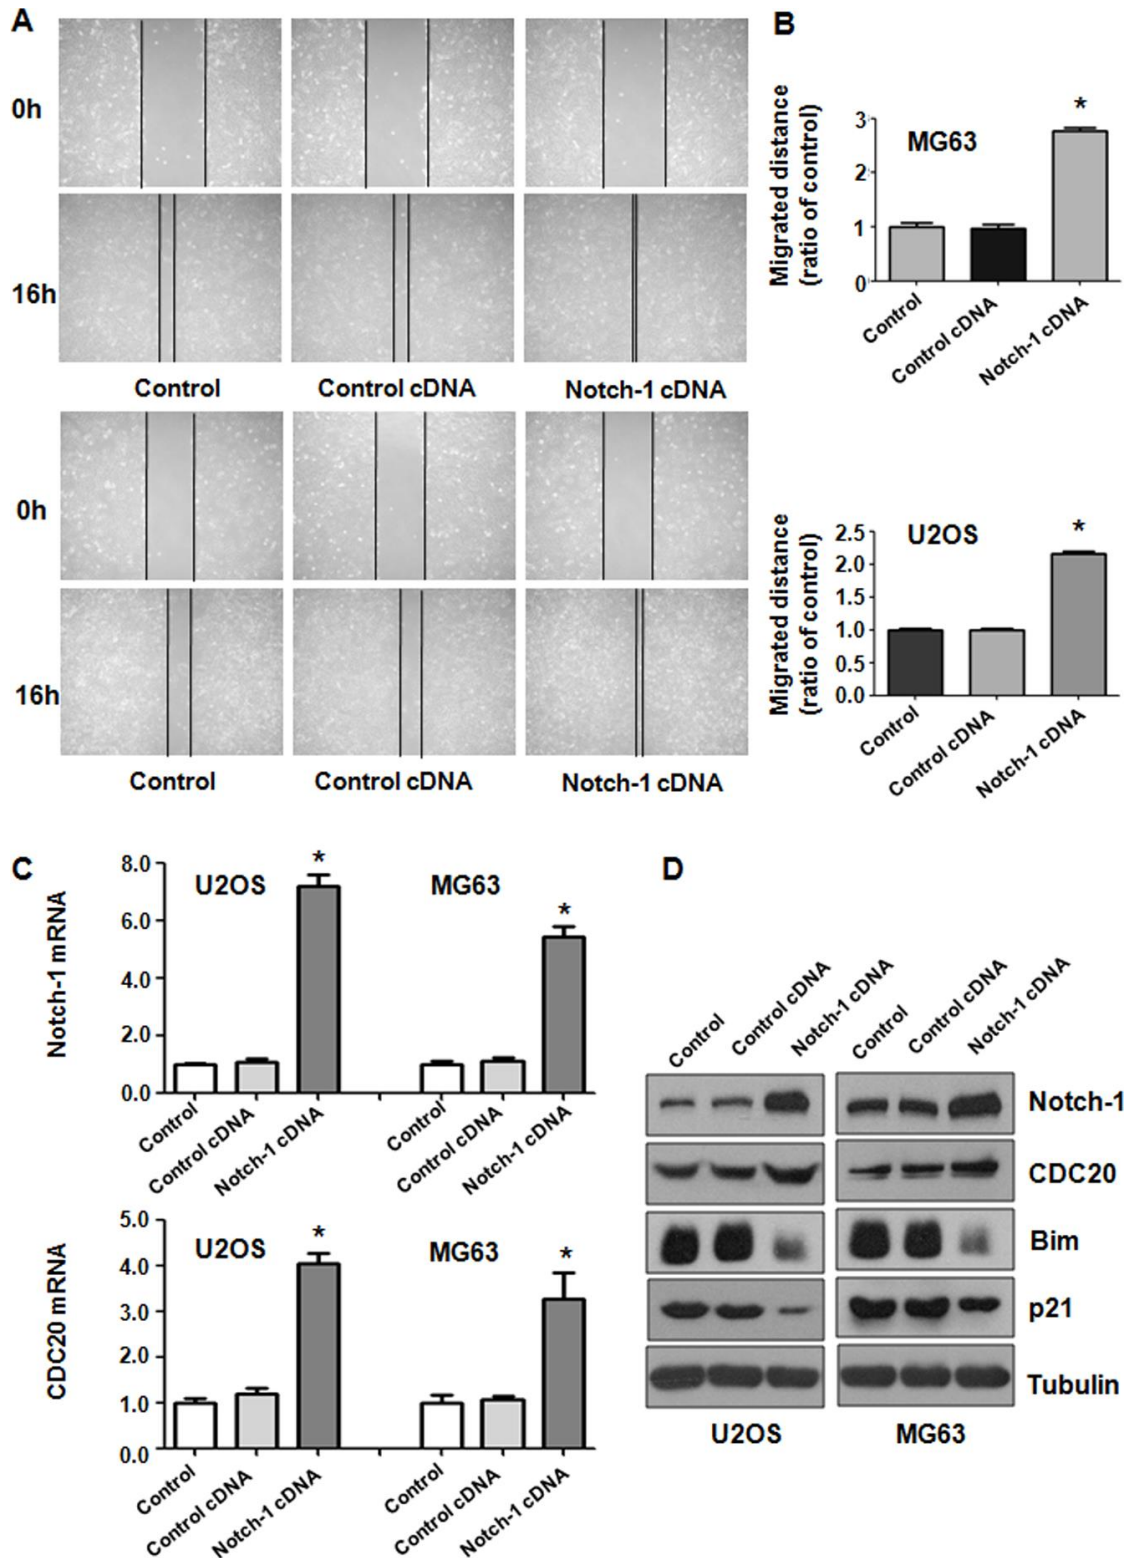 A
0h
16h
Control
Control cDNA
Notch-1 cDNA
0h
16h
Control
Control cDNA
Notch-1 cDNA
B
Migrated distance
(ratio of control)
3
2
1
0
MG63
*
Control
Control cDNA
Notch-1 cDNA
Migrated distance
(ratio of control)
2.5
2.0
1.5
1.0
0.5
0.0
U2OS
*
Control
Control cDNA
Notch-1 cDNA
C
Notch-1 mRNA
8.0
6.0
4.0
2.0
0.0
U2OS
*
MG63
*
Control
Control cDNA
Notch-1 cDNA
Control
Control cDNA
Notch-1 cDNA
CDC20 mRNA
5.0
4.0
3.0
2.0
1.0
0.0
U2OS
*
MG63
*
Control
Control cDNA
Notch-1 cDNA
Control
Control cDNA
Notch-1 cDNA
D
Control
Control cDNA
Notch-1 cDNA
Control
Control cDNA
Notch-1 cDNA
Notch-1
CDC20
Bim
p21
Tubulin
U2OS
MG63